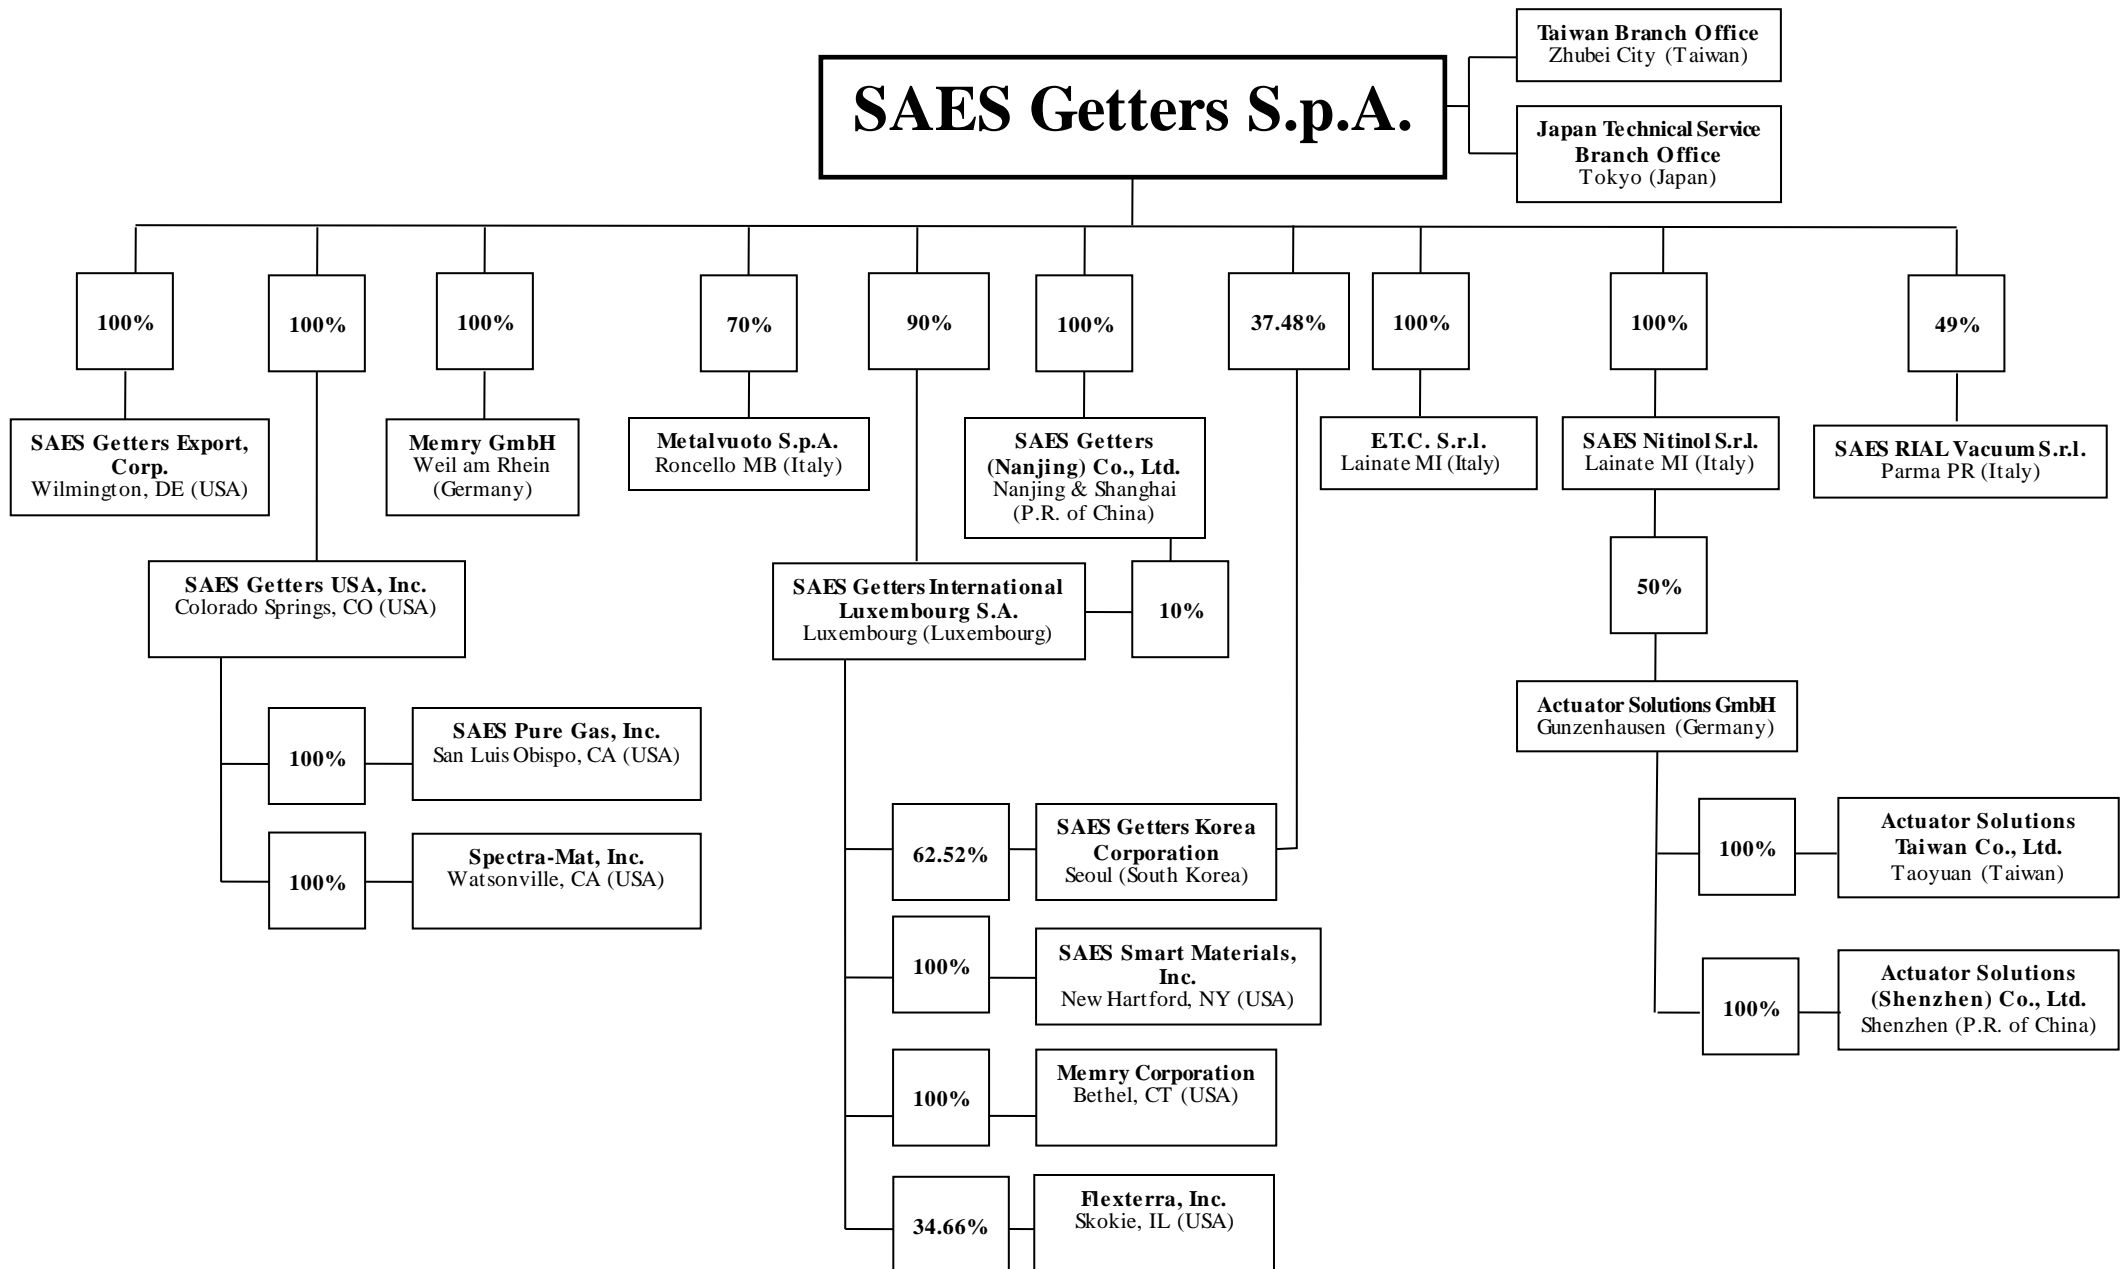 Taiwan Branch Office
Zhubei City (Taiwan)
SAES Getters S.p.A.
Japan Technical Service
Branch Office
Tokyo (Japan)
100%
100%
100%
70%
90%
100%
37.48%
100%
100%
49%
SAES Getters Export,
Corp.
Wilmington, DE (USA)
Memry GmbH
Weil am Rhein
(Germany)
Metalvuoto S.p.A.
Roncello MB (Italy)
SAES Getters
(Nanjing) Co., Ltd.
Nanjing & Shanghai
(P.R. of China)
E.T.C. S.r.l.
Lainate MI (Italy)
SAES Nitinol S.r.l.
Lainate MI (Italy)
SAES RIAL Vacuum S.r.l.
Parma PR (Italy)
SAES Getters USA, Inc.
Colorado Springs, CO (USA)
SAES Getters International
Luxembourg S.A.
Luxembourg (Luxembourg)
10%
50%
Actuator Solutions GmbH
Gunzenhausen (Germany)
100%
SAES Pure Gas, Inc.
San Luis Obispo, CA (USA)
100%
Spectra-Mat, Inc.
Watsonville, CA (USA)
62.52%
SAES Getters Korea
Corporation
Seoul (South Korea)
100%
Actuator Solutions
Taiwan Co., Ltd.
Taoyuan (Taiwan)
100%
SAES Smart Materials,
Inc.
New Hartford, NY (USA)
100%
Actuator Solutions
(Shenzhen) Co., Ltd.
Shenzhen (P.R. of China)
100%
Memry Corporation
Bethel, CT (USA)
34.66%
Flexterra, Inc.
Skokie, IL (USA)